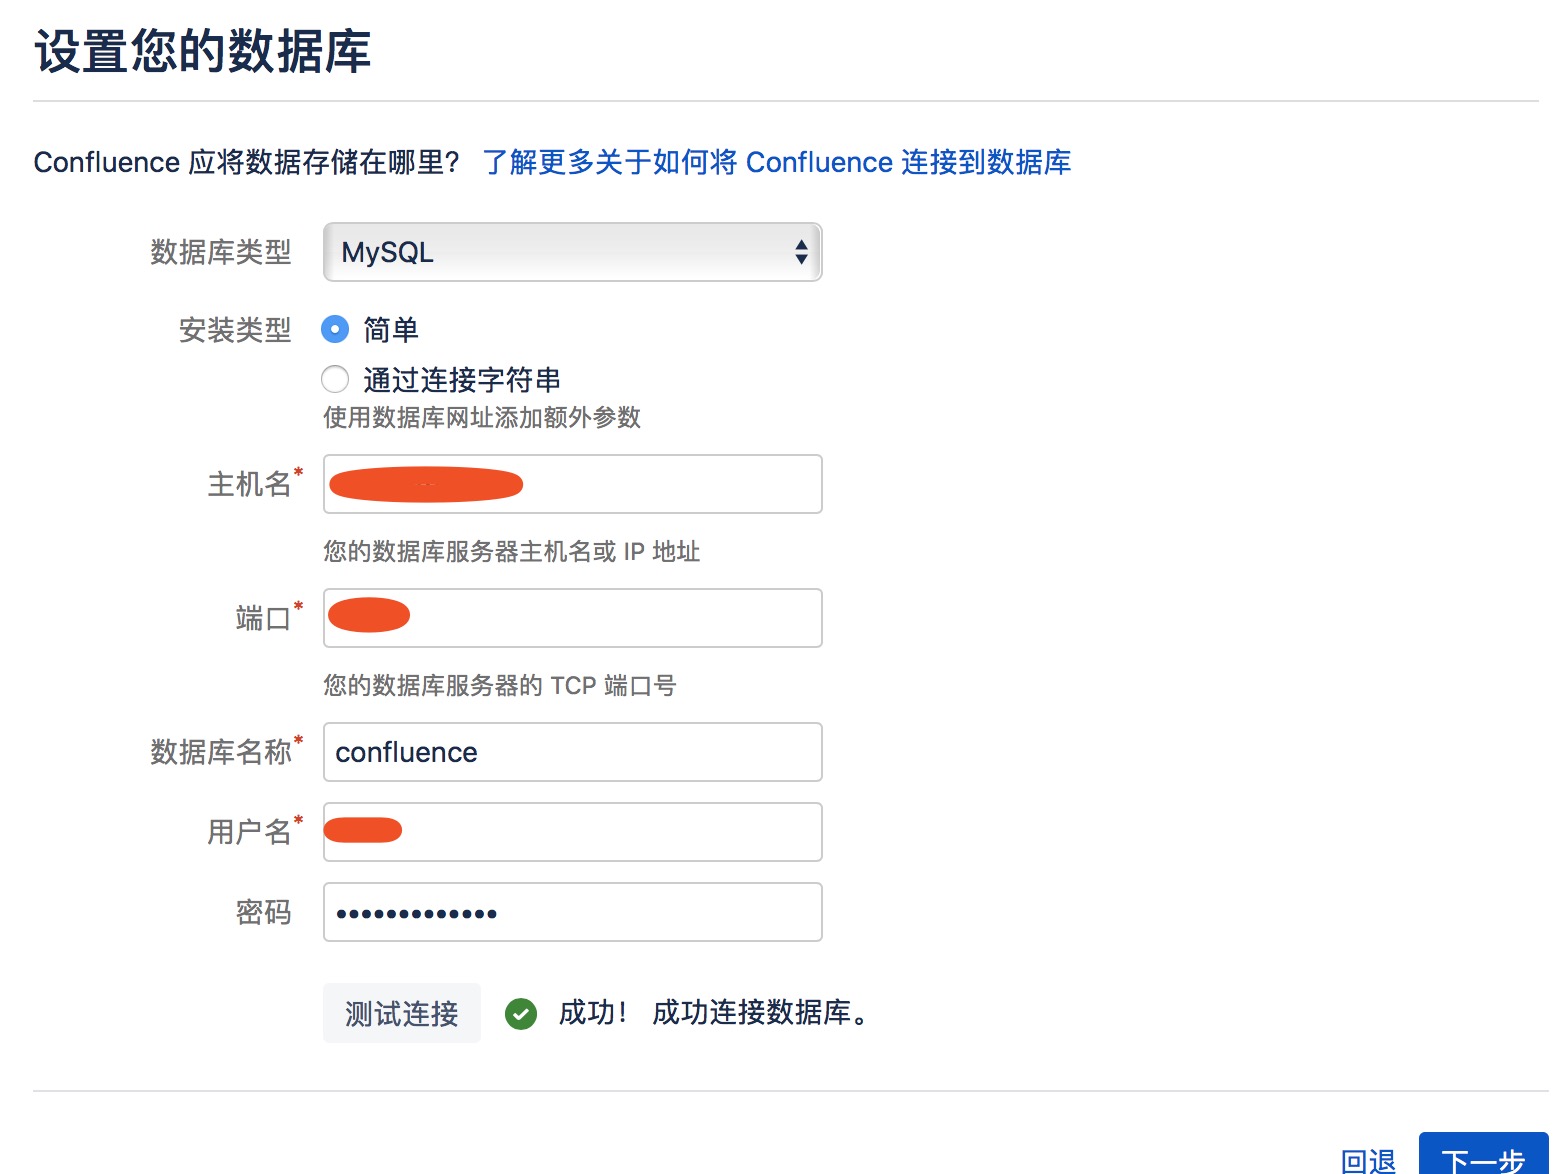 设置您的数据库
Confluence 应将数据存储在哪里? 了解更多关于如何将 Confluence 连接到数据库
数据库类型 MySQL
安装类型 简单
通过连接字符串
使用数据库网址添加额外参数
主机名*
您的数据库服务器主机名或 IP 地址
端口*
您的数据库服务器的 TCP 端口号
数据库名称* confluence
用户名*
密码 •••••••••••••
测试连接 成功! 成功连接数据库。
回退 下一步